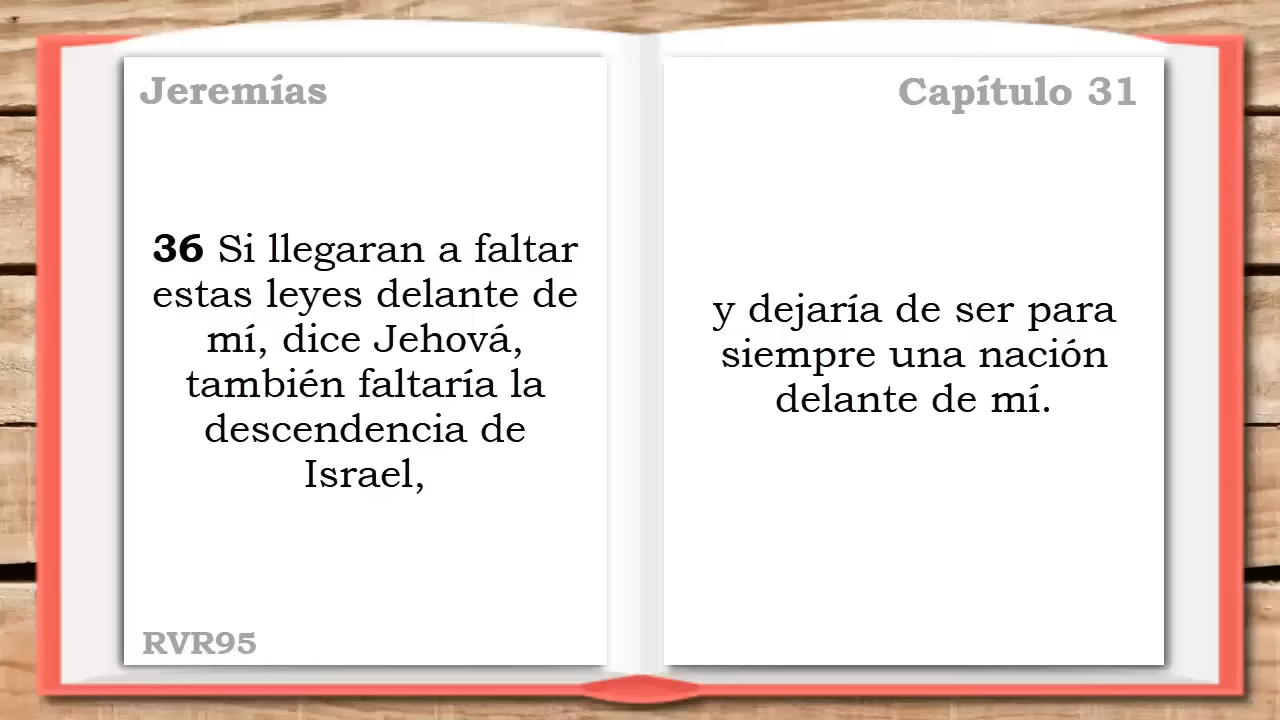 Jeremías
36 Si llegaran a faltar
estas leyes delante de
mí, dice Jehová,
también faltaría la
descendencia de
Israel,
RVR95
Capítulo 31
y dejaría de ser para
siempre una nación
delante de mí.